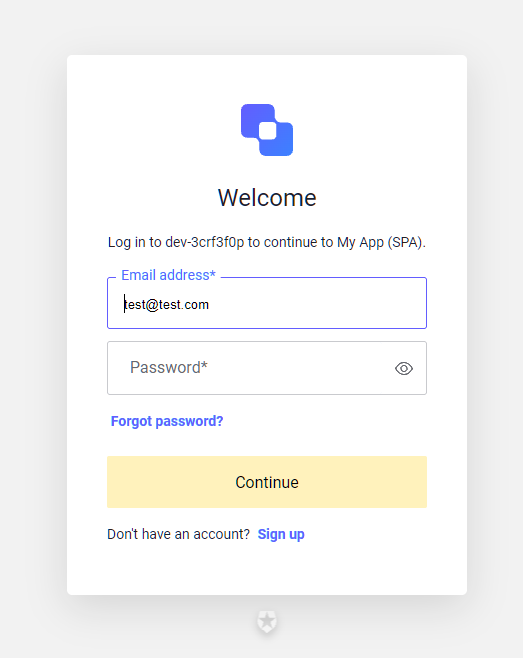 Welcome
Log in to dev-3crf3f0p to continue to My App (SPA).
Email address*
test@test.com
Password*
Forgot password?
Continue
Don't have an account? Sign up